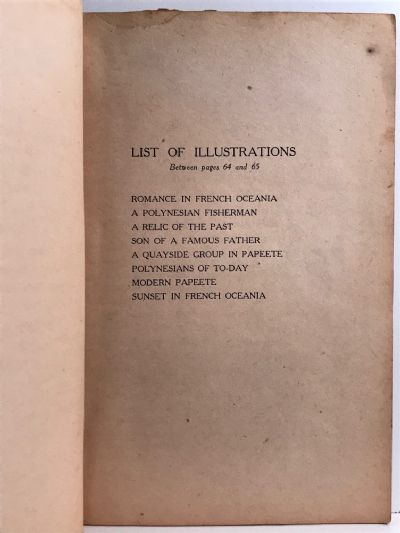 LIST OF ILLUSTRATIONS
Between pages 64 and 65
ROMANCE IN FRENCH OCEANIA
A POLYNESIAN FISHERMAN
A RELIC OF THE PAST
SON OF A FAMOUS FATHER
A QUAYSIDE GROUP IN PAPEETE
POLYNESIANS OF TO-DAY
MODERN PAPEETE
SUNSET IN FRENCH OCEANIA